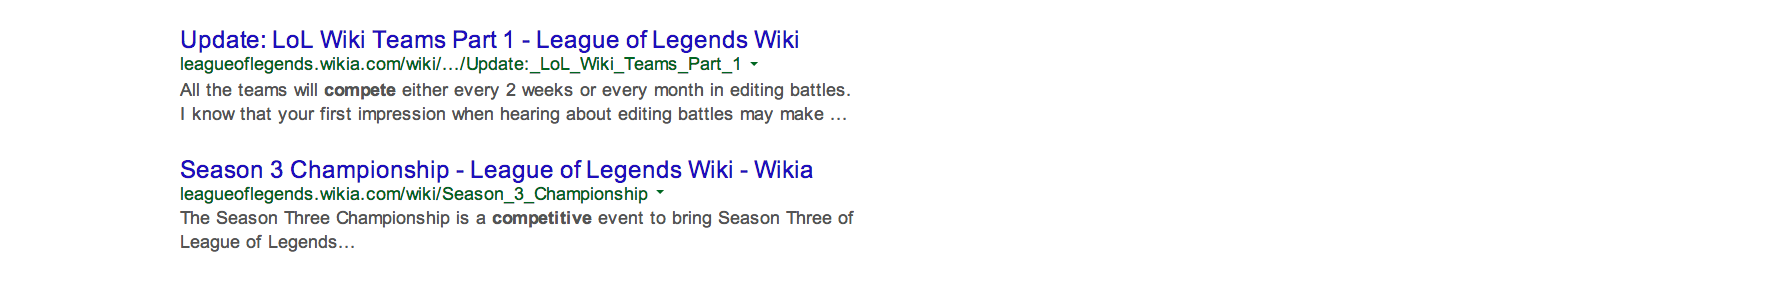 Update: LoL Wiki Teams Part 1 - League of Legends Wiki
leagueoflegends.wikia.com/wiki/.../Update:_LoL_Wiki_Teams_Part_1
All the teams will compete either every 2 weeks or every month in editing battles.
I know that your first impression when hearing about editing battles may make ...
Season 3 Championship - League of Legends Wiki - Wikia
leagueoflegends.wikia.com/wiki/Season_3_Championship
The Season Three Championship is a competitive event to bring Season Three of
League of Legends...